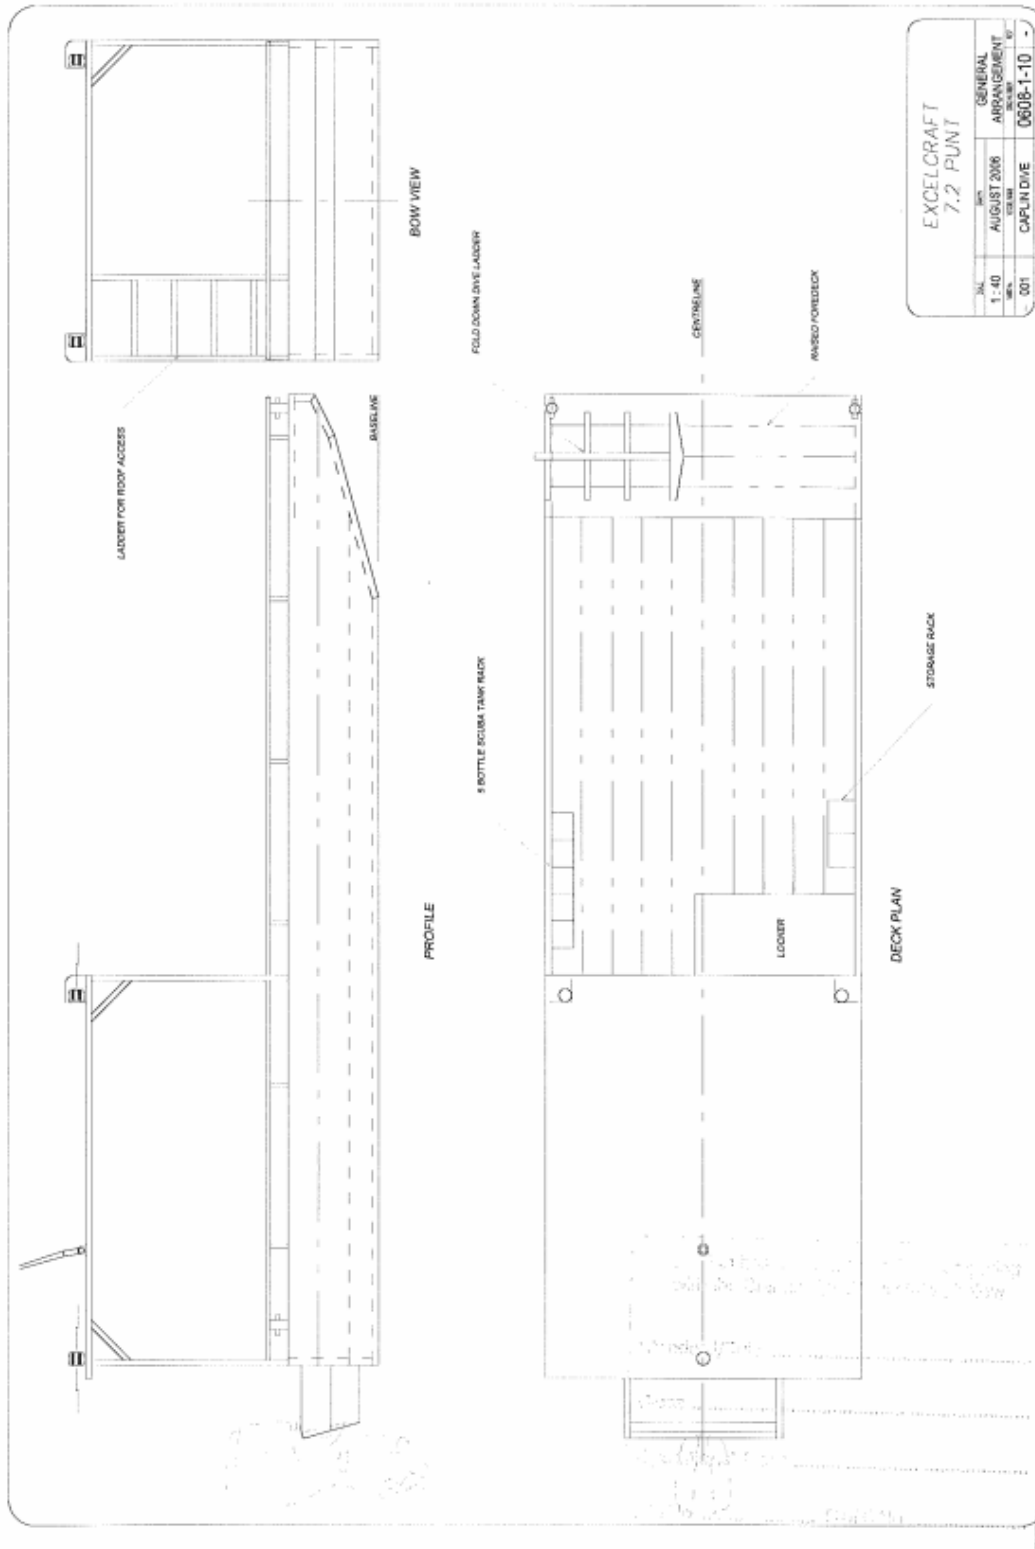 LADDER FOR ROOF ACCESS
BOW VIEW
BASELINE
PROFILE
FOLD DOWN DIVE LADDER
5 BOTTLE SCUBA TANK RACK
CENTRELINE
RAISED FOREDECK
STORAGE RACK
LOCKER
DECK PLAN
EXCELCRAFT
7.2 PUNT
1 : 40
AUGUST 2006
GENERAL
ARRANGEMENT
001
CAPLIN DIVE
0608-1-10
-